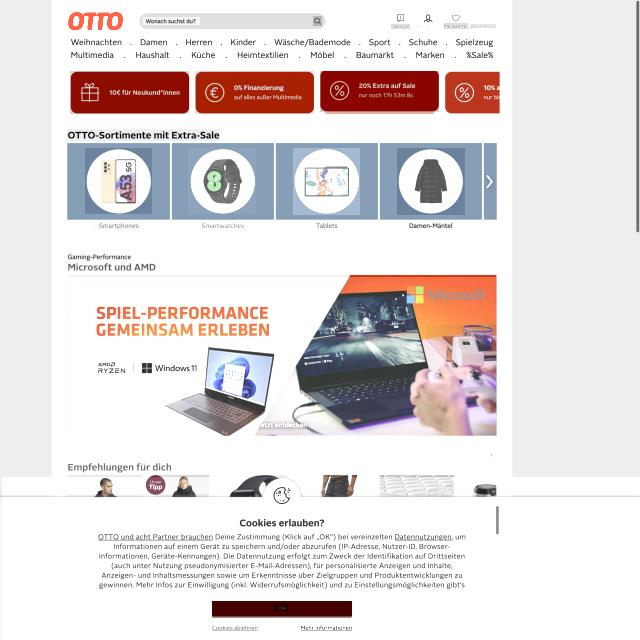 OTTO
Wonach suchst du?
Weihnachten . Damen . Herren . Kinder . Wäsche/Bademode . Sport . Schuhe . Spielzeug
Multimedia . Haushalt . Küche . Heimtextilien . Möbel . Baumarkt . Marken . %Sale%
10€ für Neukund*innen
0% Finanzierung
auf alles außer Multimedia
20% Extra auf Sale
nur noch 17h 53m 8s
10% a
nur bis
OTTO-Sortimente mit Extra-Sale
A53 5G
Smartphones
Smartwatches
Tablets
Damen-Mäntel
Gaming-Performance
Microsoft und AMD
Microsoft
SPIEL-PERFORMANCE
GEMEINSAM ERLEBEN
AMD
RYZEN
Windows 11
Jetzt entdecken
Empfehlungen für dich
Unser
Tipp
Cookies erlauben?
OTTO und acht Partner brauchen Deine Zustimmung (Klick auf „OK") bei vereinzelten Datennutzungen, um
Informationen auf einem Gerät zu speichern und/oder abzurufen (IP-Adresse, Nutzer-ID, Browser-
Informationen, Geräte-Kennungen). Die Datennutzung erfolgt zum Zweck der Identifikation auf Drittseiten
(auch unter Nutzung pseudonymisierter E-Mail-Adressen), für personalisierte Anzeigen und Inhalte,
Anzeigen- und Inhaltsmessungen sowie um Erkenntnisse über Zielgruppen und Produktentwicklungen zu
gewinnen. Mehr Infos zur Einwilligung (inkl. Widerrufsmöglichkeit) und zu Einstellungsmöglichkeiten gibt's
OK
Cookies ablehnen
Mehr Informationen